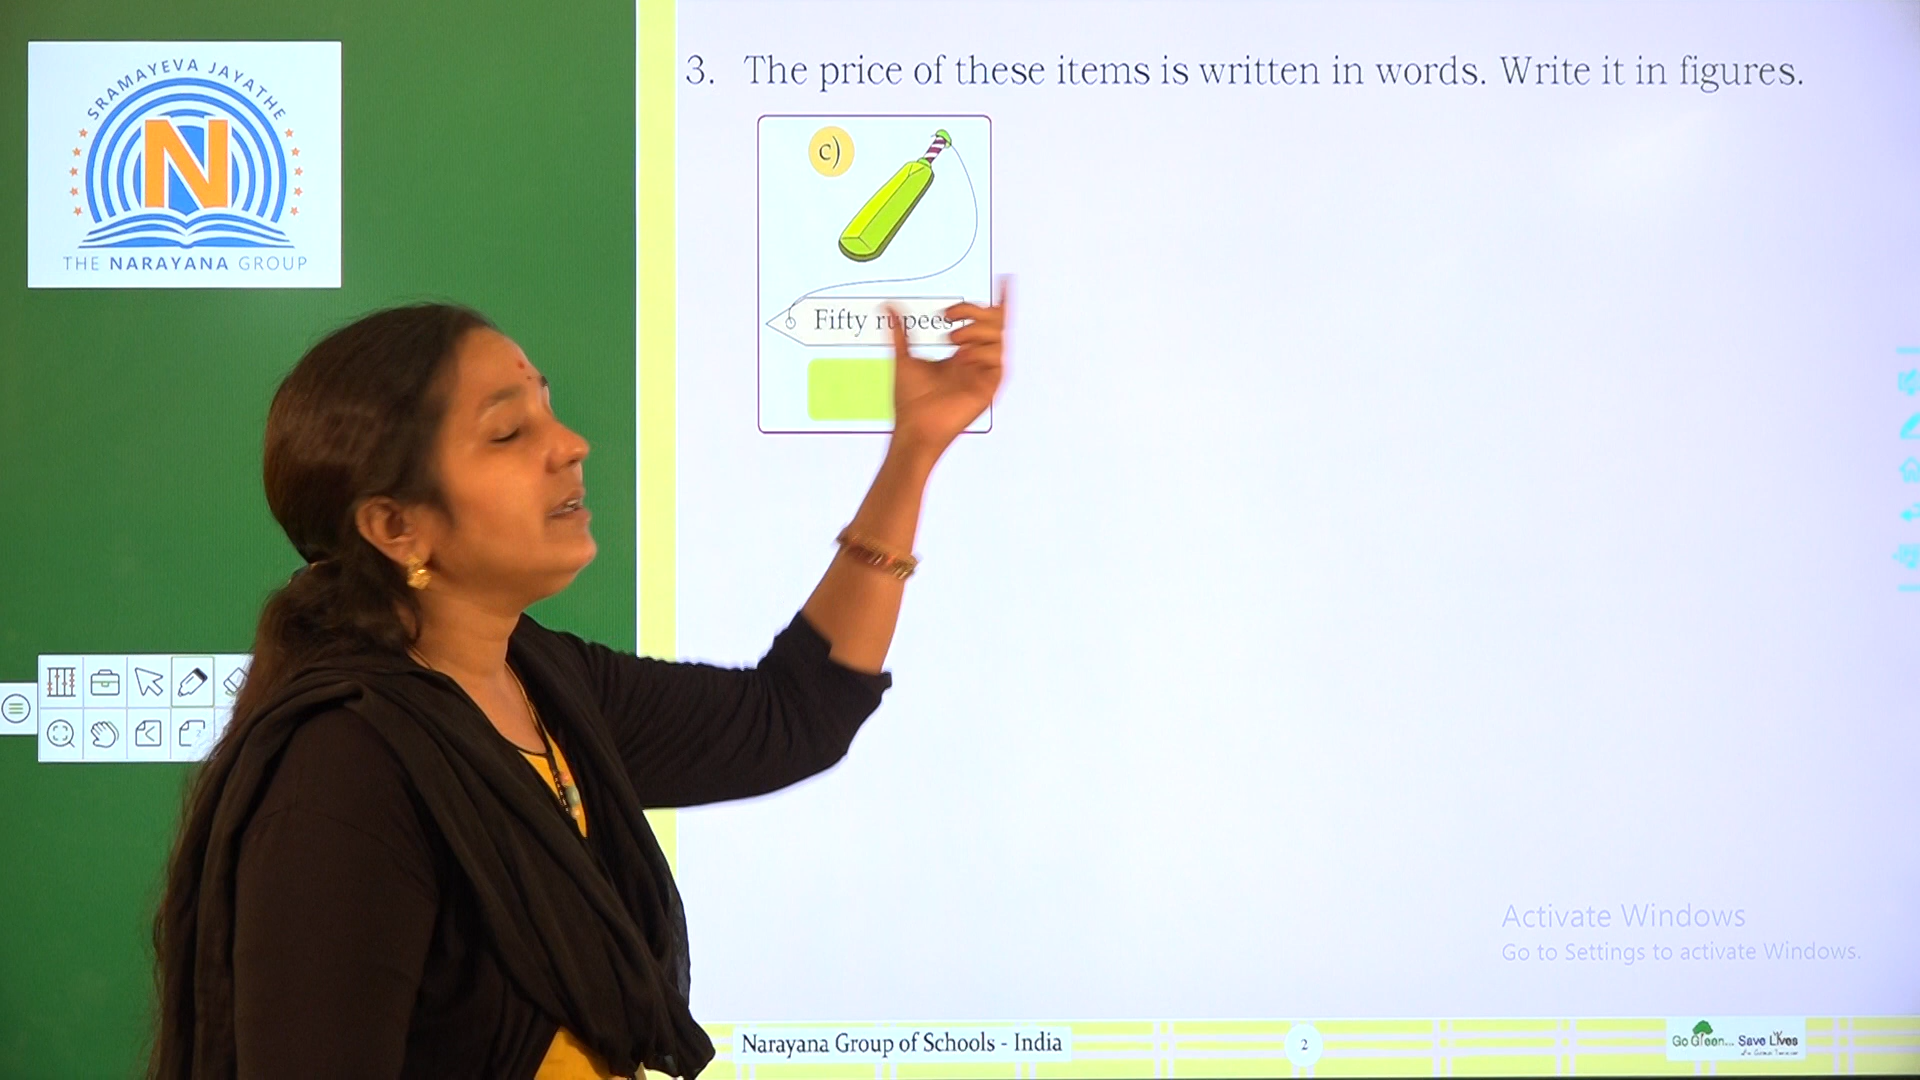 SRAMAYEVA JAYATHE
N
THE NARAYANA GROUP
3. The price of these items is written in words. Write it in figures.
c)
Fifty rupees
Activate Windows
Go to Settings to activate Windows.
Narayana Group of Schools - India
2
Go Green... Save Lives